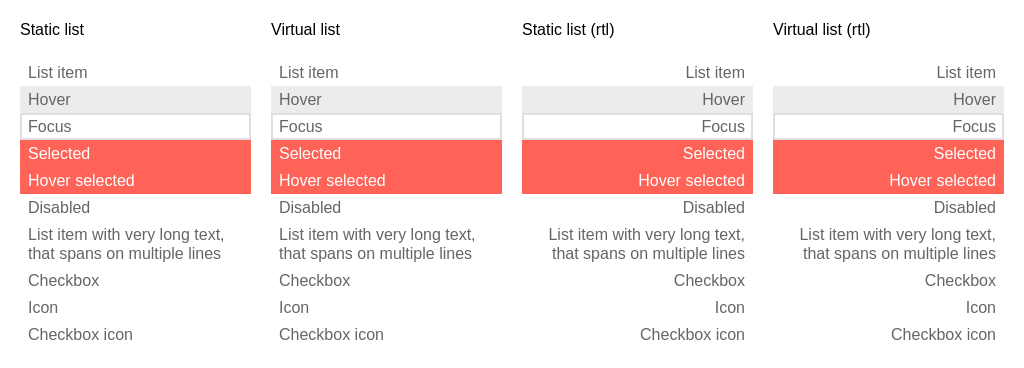 Static list
List item
Hover
Focus
Selected
Hover selected
Disabled
List item with very long text,
that spans on multiple lines
Checkbox
Icon
Checkbox icon
Virtual list
List item
Hover
Focus
Selected
Hover selected
Disabled
List item with very long text,
that spans on multiple lines
Checkbox
Icon
Checkbox icon
Static list (rtl)
List item
Hover
Focus
Selected
Hover selected
Disabled
List item with very long text,
that spans on multiple lines
Checkbox
Icon
Checkbox icon
Virtual list (rtl)
List item
Hover
Focus
Selected
Hover selected
Disabled
List item with very long text,
that spans on multiple lines
Checkbox
Icon
Checkbox icon